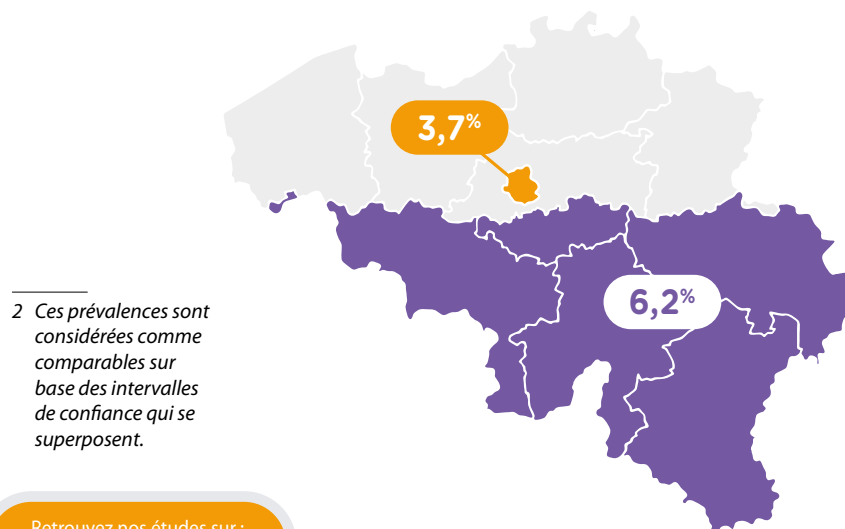 3,7%
6,2%
2 Ces prévalences sont
considérées comme
comparables sur
base des intervalles
de confiance qui se
superposent.
Retrouvez nos études sur :